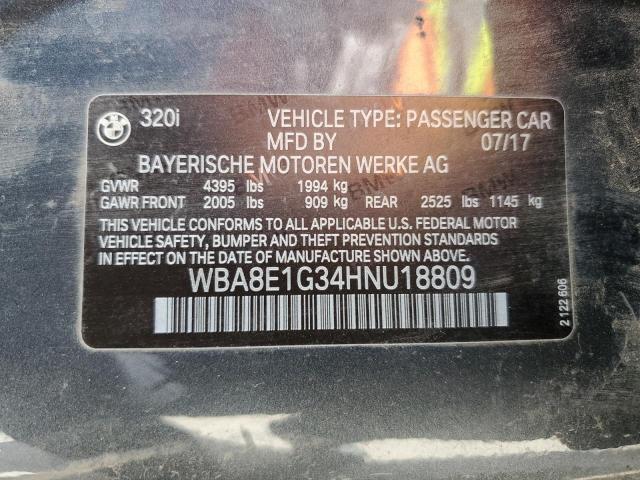 320i VEHICLE TYPE: PASSENGER CAR
MFD BY 07/17
BAYERISCHE MOTOREN WERKE AG
GVWR 4395 lbs 1994 kg
GAWR FRONT 2005 lbs 909 kg REAR 2525 lbs 1145 kg
THIS VEHICLE CONFORMS TO ALL APPLICABLE U.S. FEDERAL MOTOR
VEHICLE SAFETY, BUMPER AND THEFT PREVENTION STANDARDS IN
EFFECT ON THE DATE OF MANUFACTURE SHOWN ABOVE.
WBA8E1G34HNU18809
2 122 606